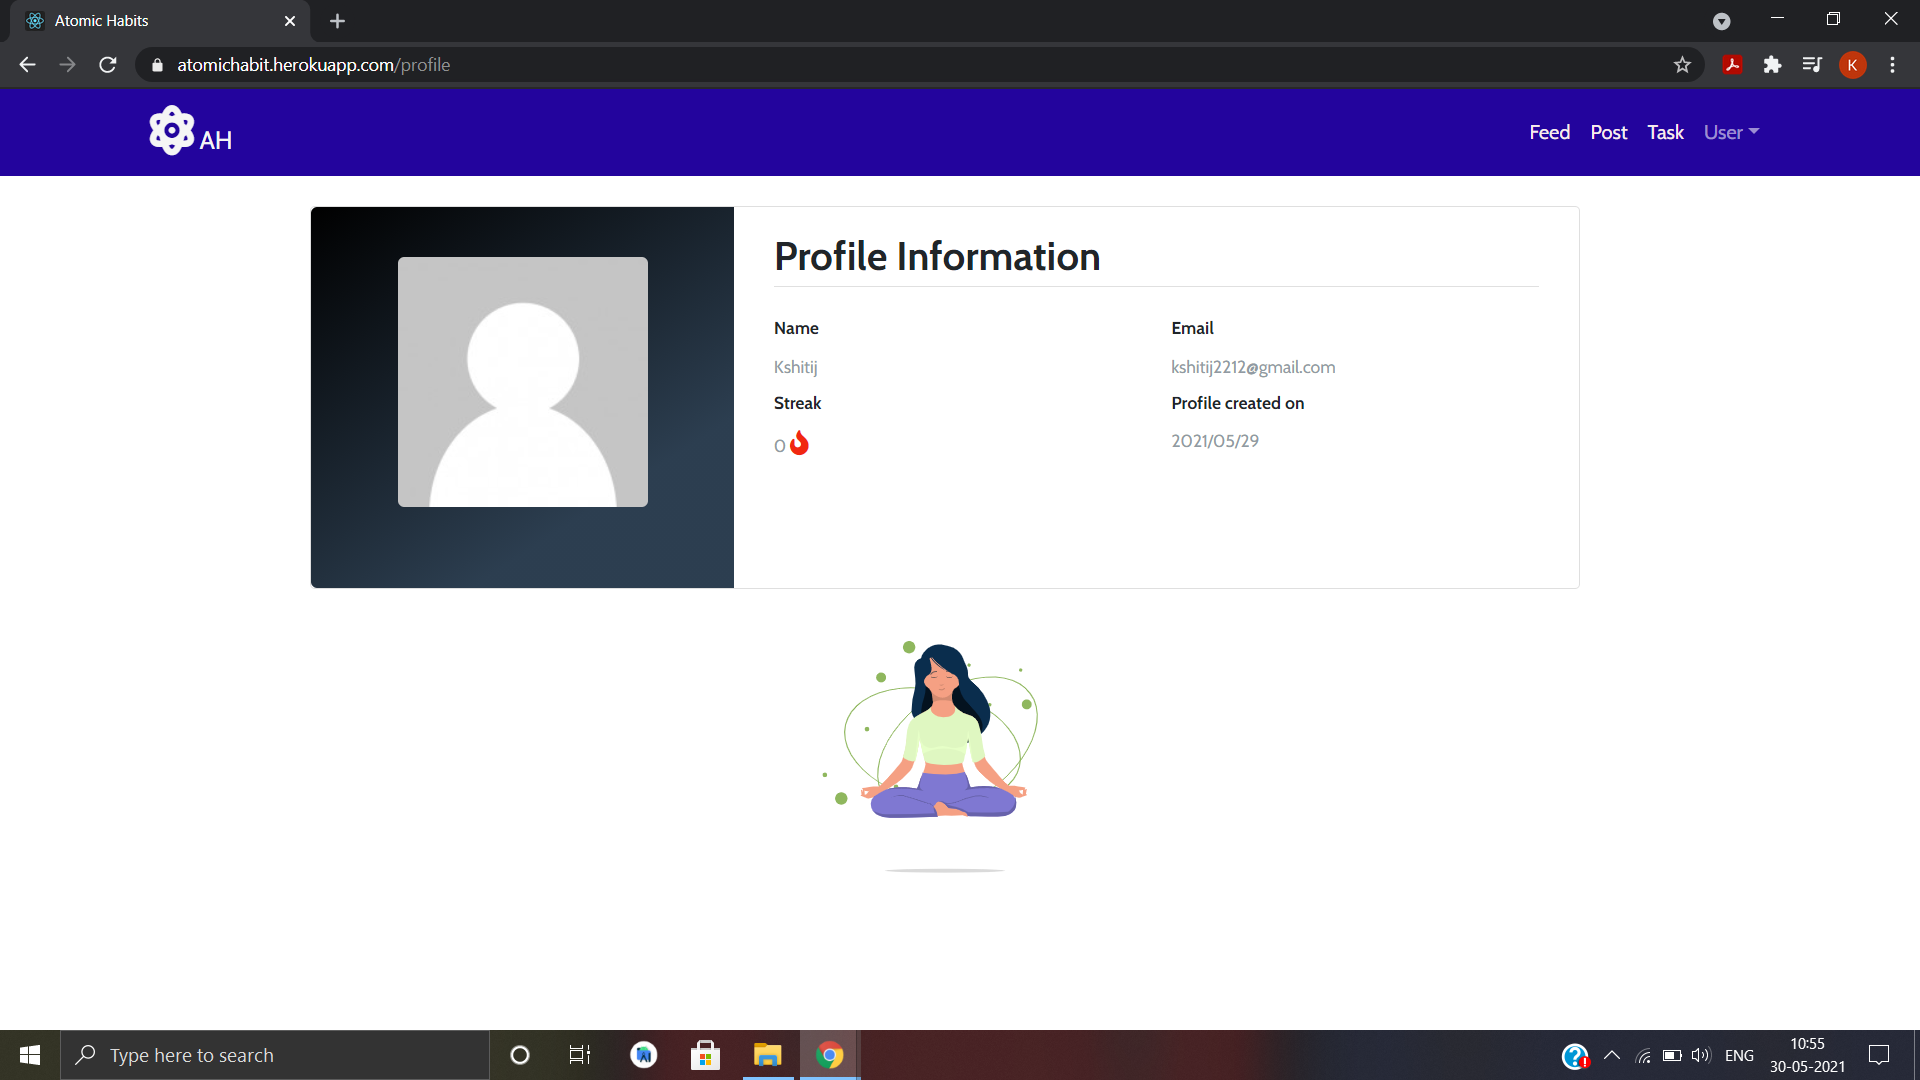 Atomic Habits
atomichabit.herokuapp.com/profile
K
AH
Feed Post Task User
Profile Information
Name Email
Kshitij kshitij2212@gmail.com
Streak Profile created on
0 2021/05/29
Type here to search
ENG
10:55
30-05-2021